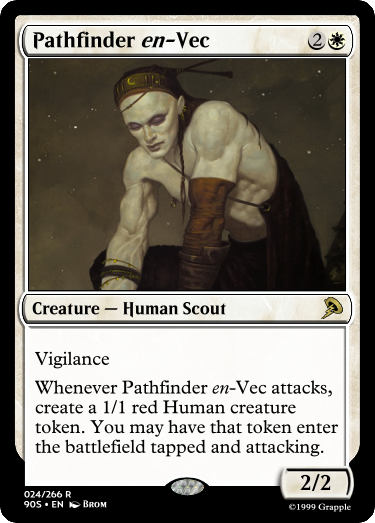 Pathfinder en-Vec 2
Creature — Human Scout
Vigilance
Whenever Pathfinder en-Vec attacks,
create a 1/1 red Human creature
token. You may have that token enter
the battlefield tapped and attacking.
2/2
024/266 R
90S • EN BROM
©1999 Grapple